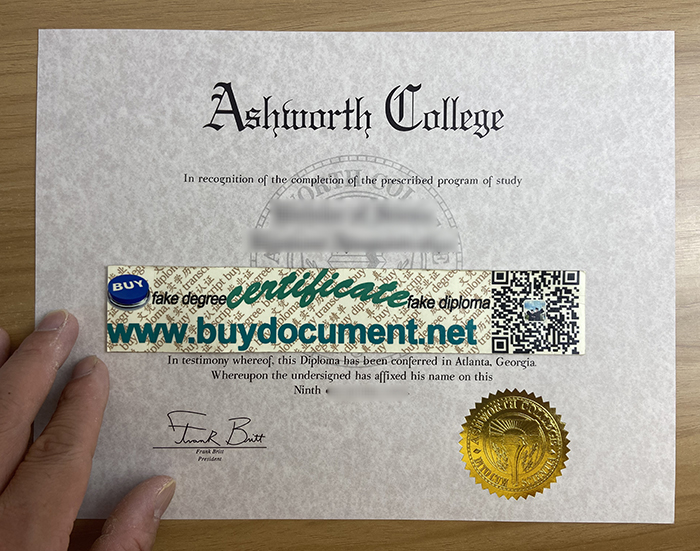 Ashworth College
In recognition of the completion of the prescribed program of study
BUY fake degree certificate fake diploma
www.buydocument.net
In testimony whereof, this Diploma has been conferred in Atlanta, Georgia.
Whereupon the undersigned has affixed his name on this
Ninth
Frank Britt
Frank Britt
President